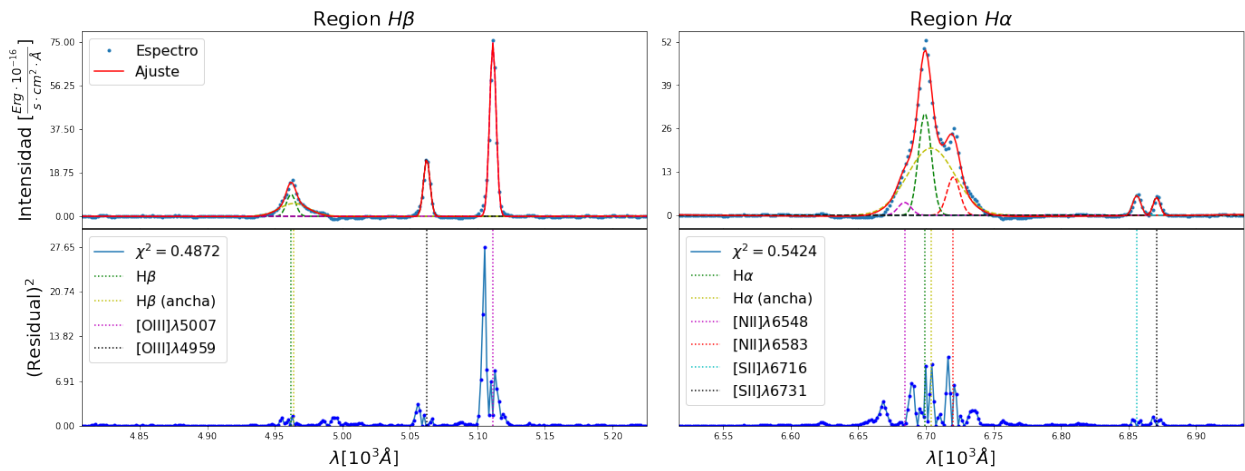 Region Hβ
Region Hα
Intensidad [Erg · 10⁻¹⁶ / s · cm² · Å]
75.00
56.25
37.50
18.75
0.00
Espectro
Ajuste
52
39
26
13
0
(Residual)²
27.65
20.74
13.82
6.91
0.00
χ² = 0.4872
Hβ
Hβ (ancha)
[OIII]λ5007
[OIII]λ4959
χ² = 0.5424
Hα
Hα (ancha)
[NII]λ6548
[NII]λ6583
[SII]λ6716
[SII]λ6731
4.85 4.90 4.95 5.00 5.05 5.10 5.15 5.20
6.55 6.60 6.65 6.70 6.75 6.80 6.85 6.90
λ[10³Å]
λ[10³Å]